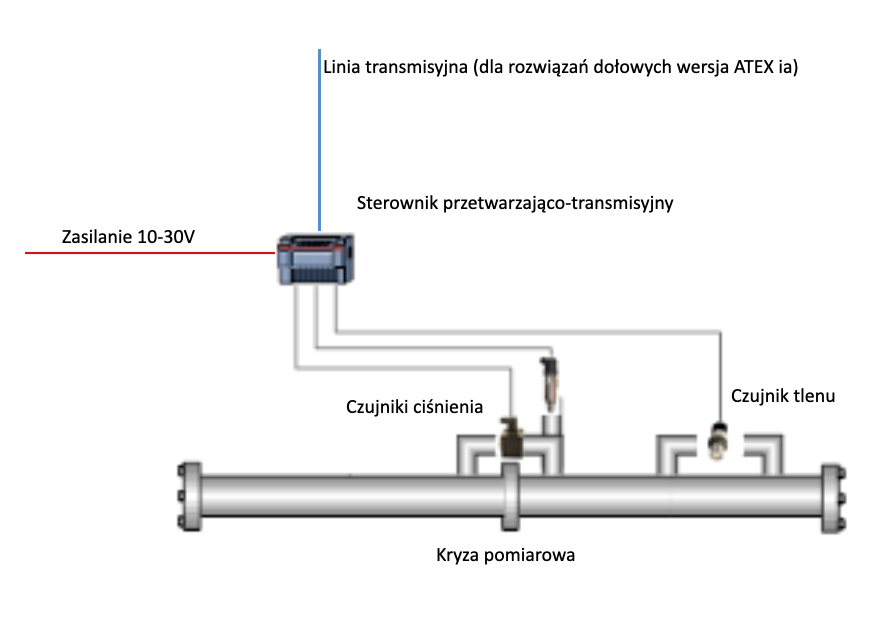 Linia transmisyjna (dla rozwiązań dołowych wersja ATEX ia)
Sterownik przetwarzająco-transmisyjny
Zasilanie 10-30V
Czujnik tlenu
Czujniki ciśnienia
Kryza pomiarowa